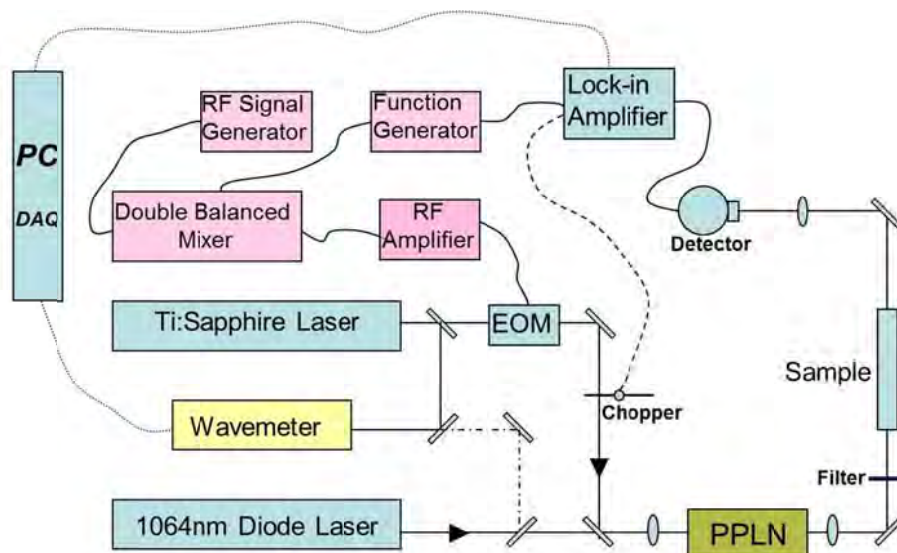 Lock-in
Amplifier
RF Signal
Generator
Function
Generator
PC
DAQ
Double Balanced
Mixer
RF
Amplifier
Detector
Ti:Sapphire Laser
EOM
Sample
Chopper
Wavemeter
Filter
1064nm Diode Laser
PPLN